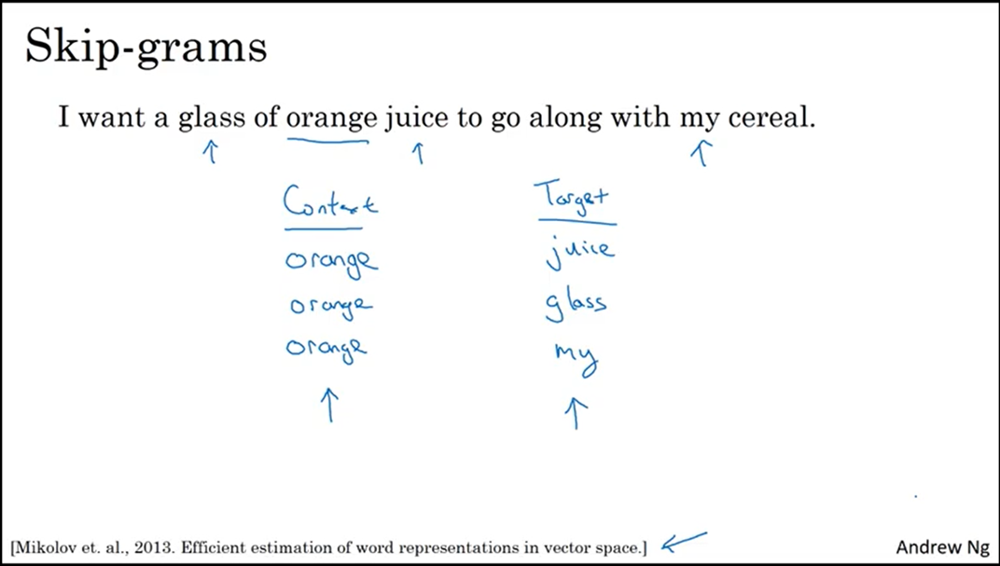 Skip-grams
I want a glass of orange juice to go along with my cereal.
Context Target
orange juice
orange glass
orange my
[Mikolov et. al., 2013. Efficient estimation of word representations in vector space.]
Andrew Ng